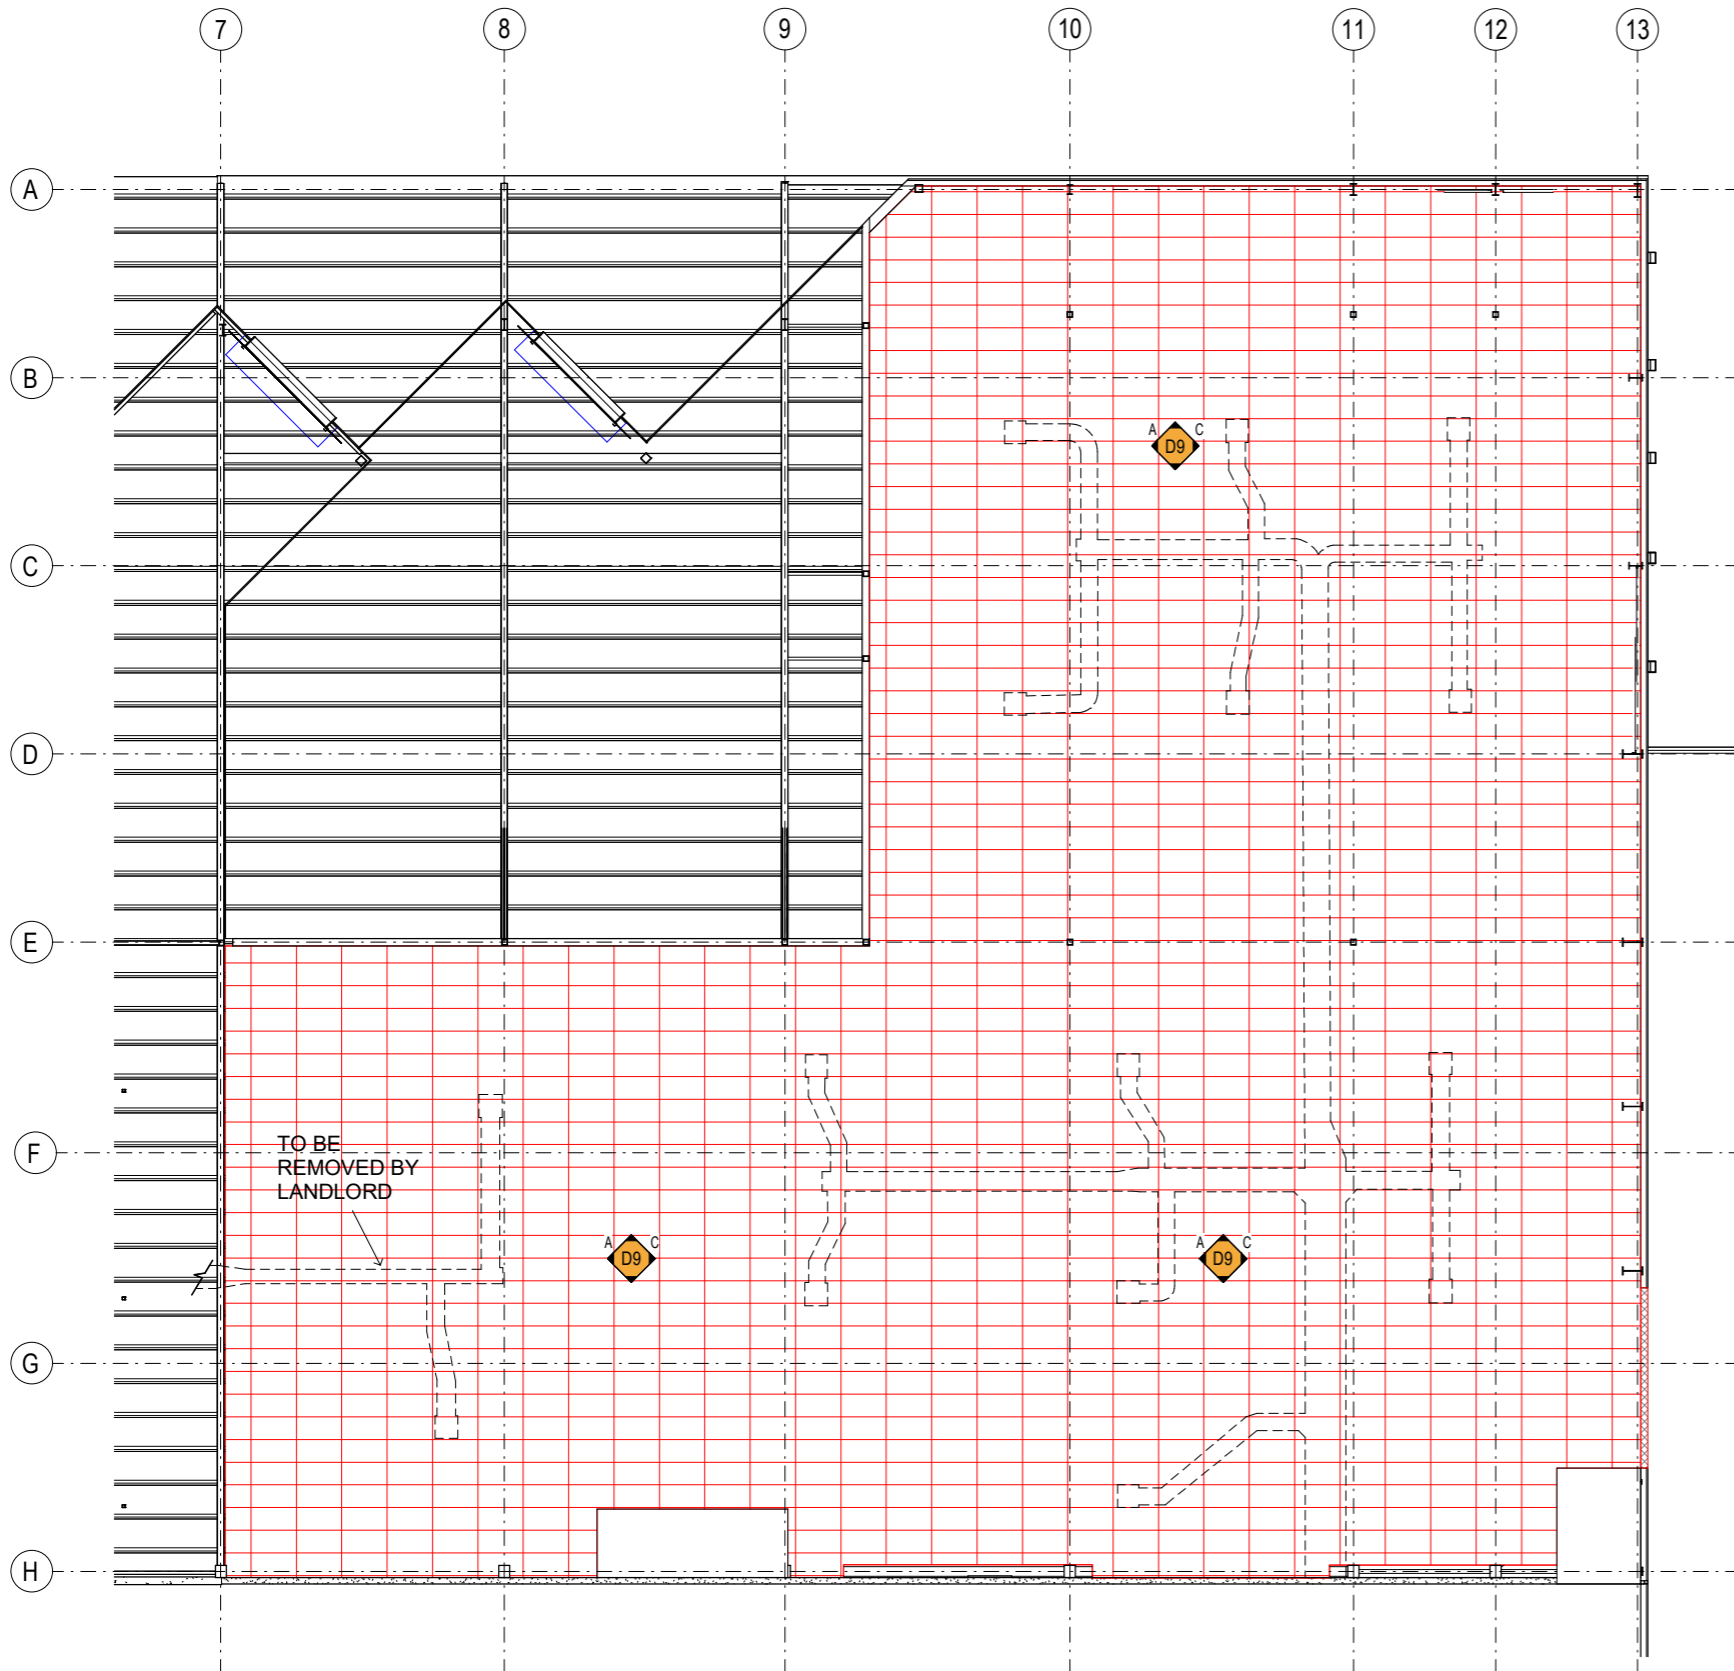 7 8 9 10 11 12 13
A
B
A C
D9
C
D
E
F
TO BE
REMOVED BY
LANDLORD
A C A C
D9 D9
G
H